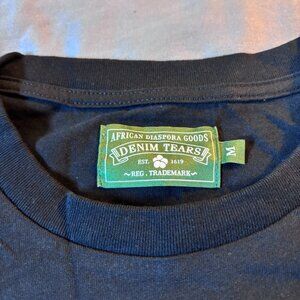 AFRICAN DIASPORA GOODS
DENIM TEARS
EST. 1619
~REG. TRADEMARK~
M